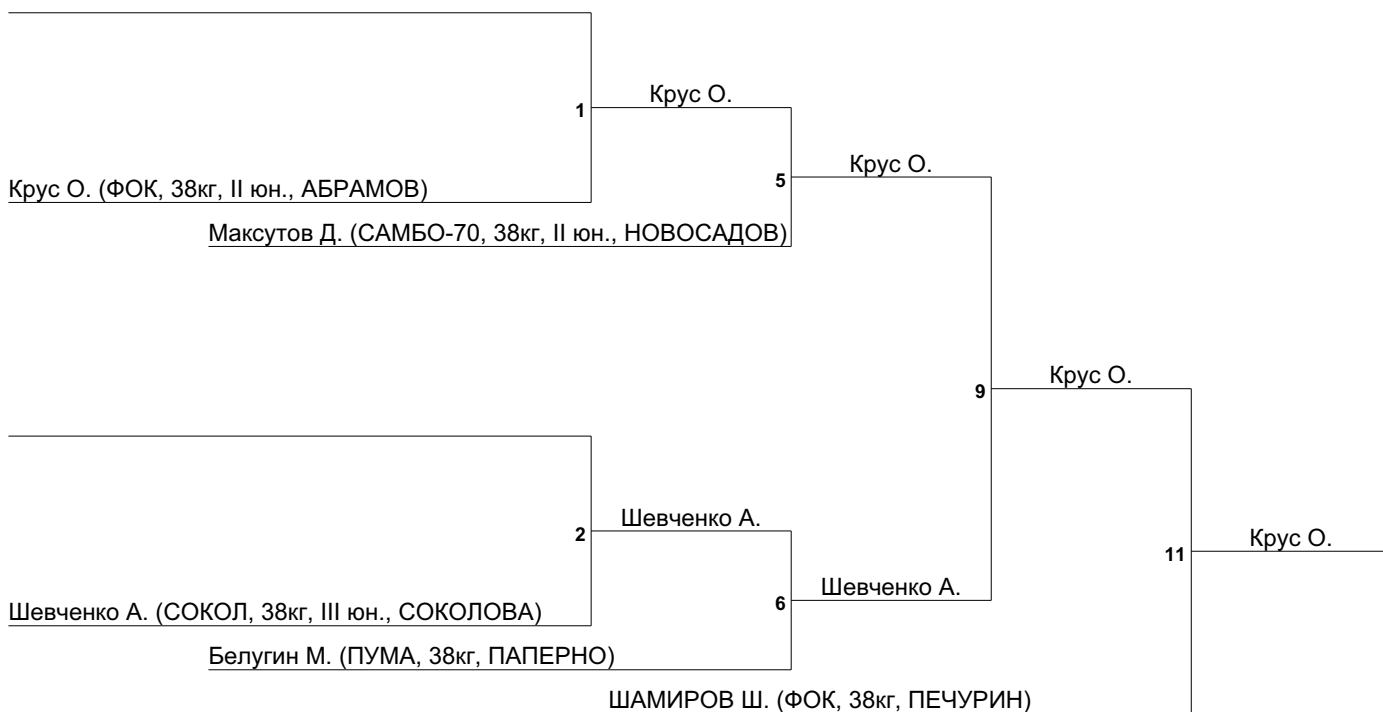 Крус О.
1
Крус О.
5
Крус О. (ФОК, 38кг, II юн., АБРАМОВ)
Максутов Д. (САМБО-70, 38кг, II юн., НОВОСАДОВ)
Крус О.
9
Шевченко А.
2
Крус О.
11
Шевченко А.
6
Шевченко А. (СОКОЛ, 38кг, III юн., СОКОЛОВА)
Белугин М. (ПУМА, 38кг, ПАПЕРНО)
ШАМИРОВ Ш. (ФОК, 38кг, ПЕЧУРИН)